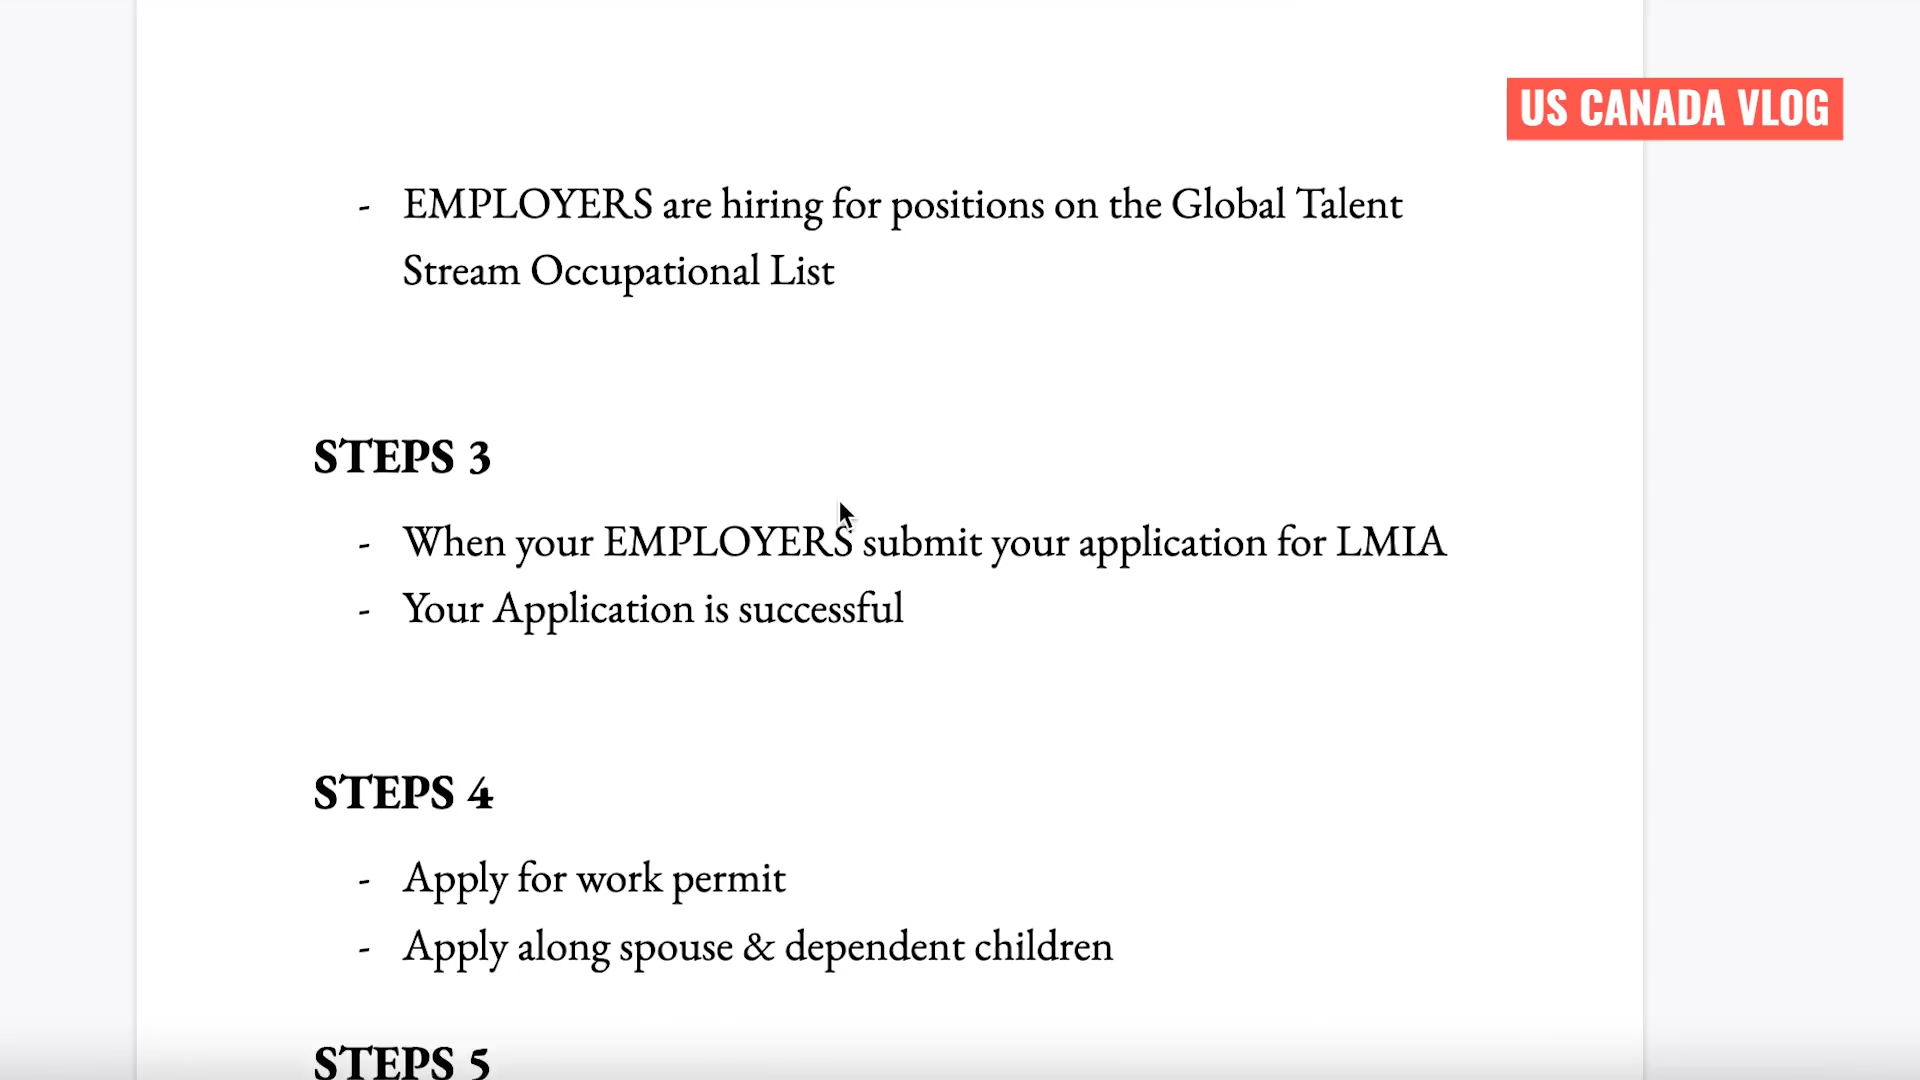 US CANADA VLOG
- EMPLOYERS are hiring for positions on the Global Talent
Stream Occupational List
STEPS 3
- When your EMPLOYERS submit your application for LMIA
- Your Application is successful
STEPS 4
- Apply for work permit
- Apply along spouse & dependent children
STEPS 5